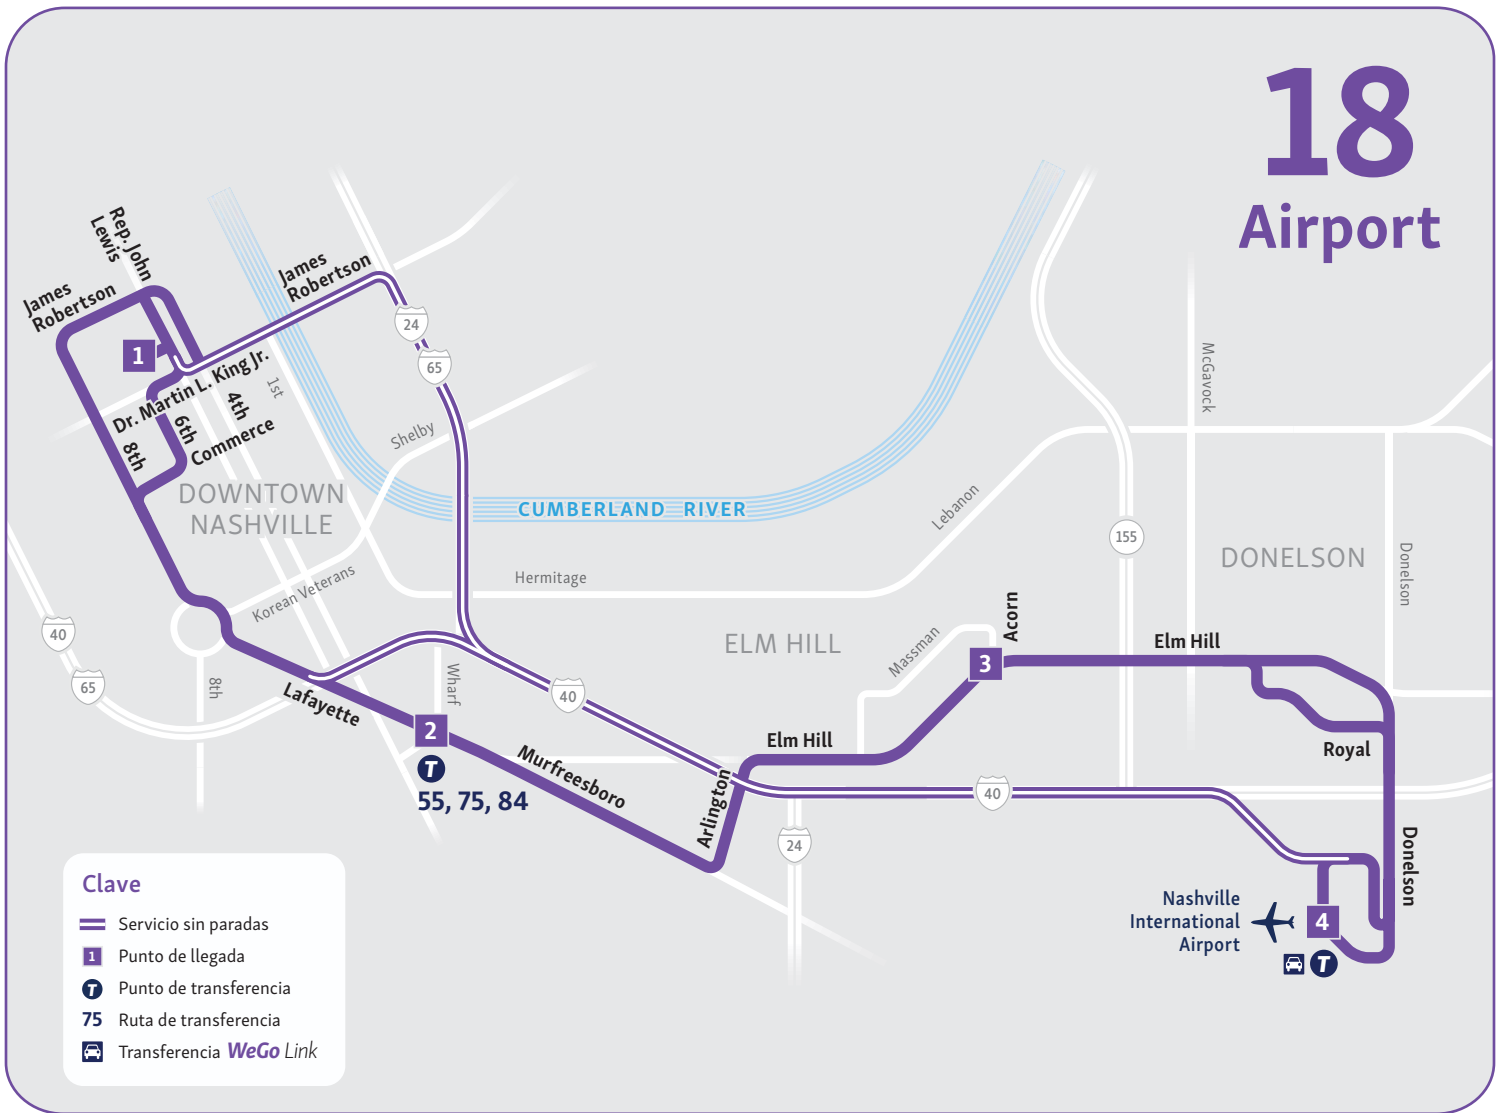 18
Airport
Rep. John
Lewis
James
Robertson
James
Robertson
24
65
1
Dr. Martin L. King Jr.
1st
4th
6th
8th
Commerce
Shelby
McGavock
DOWNTOWN
NASHVILLE
CUMBERLAND RIVER
Lebanon
155
DONELSON
Donelson
Hermitage
Korean Veterans
40
65
8th
ELM HILL
Massman
Acorn
3
Elm Hill
Wharf
Lafayette
40
2
T
55, 75, 84
Murfreesboro
Elm Hill
Arlington
Royal
40
24
Donelson
Nashville
International
Airport
4
T
Clave
Servicio sin paradas
1 Punto de llegada
T Punto de transferencia
75 Ruta de transferencia
Transferencia WeGo Link